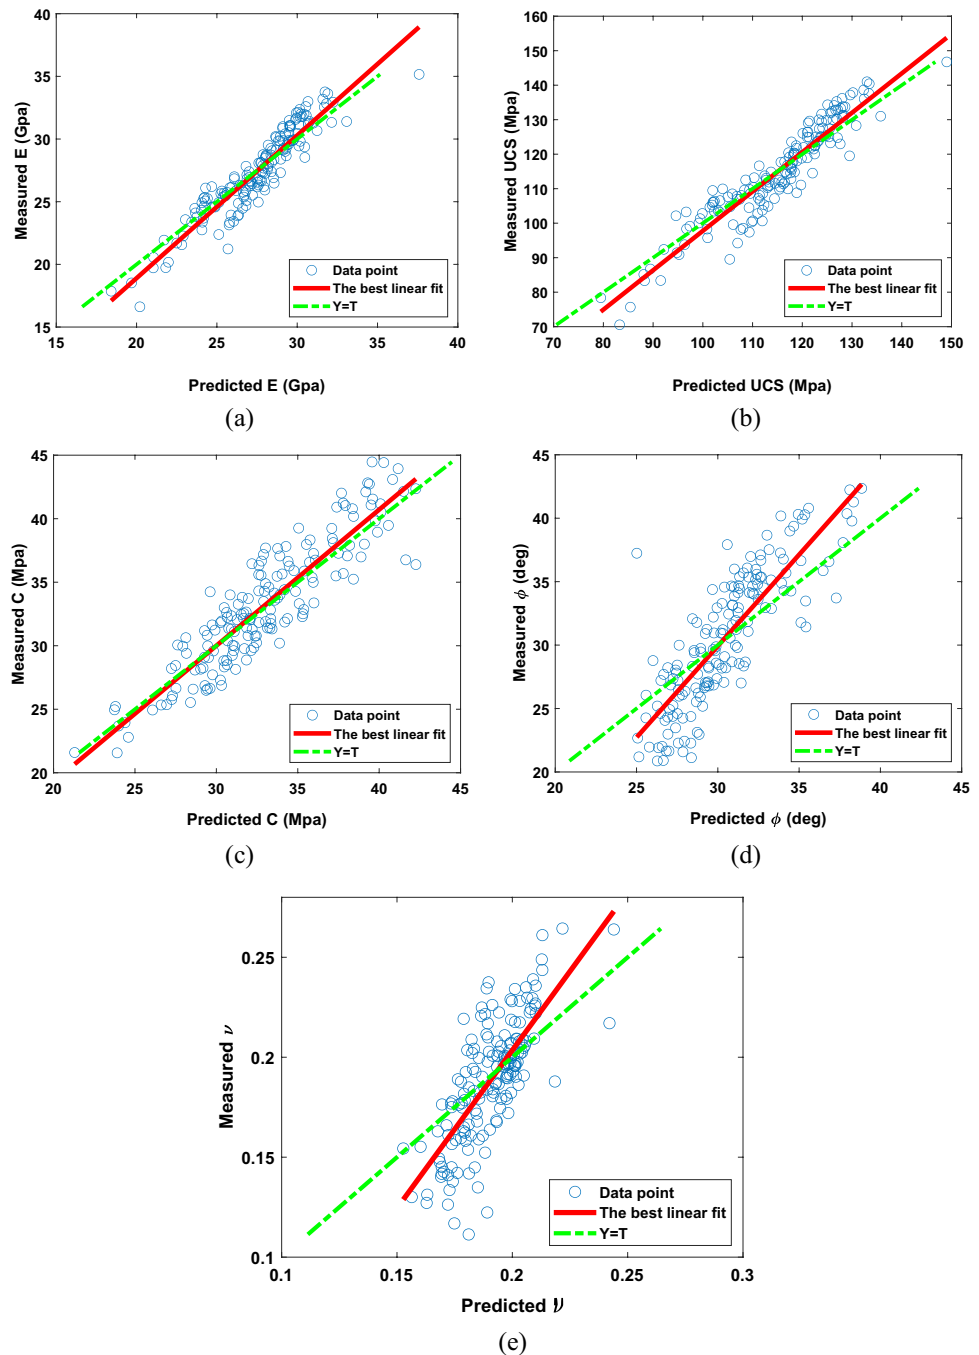 40
35
30
25
20
15
15
20
25
30
35
40
Measured E (Gpa)
Data point
The best linear fit
Y=T
Predicted E (Gpa)
(a)
160
150
140
130
120
110
100
90
80
70
70
80
90
100
110
120
130
140
150
Measured UCS (Mpa)
Data point
The best linear fit
Y=T
Predicted UCS (Mpa)
(b)
45
40
35
30
25
20
20
25
30
35
40
45
Measured C (Mpa)
Data point
The best linear fit
Y=T
Predicted C (Mpa)
(c)
45
40
35
30
25
20
20
25
30
35
40
45
Measured ϕ (deg)
Data point
The best linear fit
Y=T
Predicted ϕ (deg)
(d)
0.25
0.2
0.15
0.1
0.1
0.15
0.2
0.25
0.3
Measured ν
Data point
The best linear fit
Y=T
Predicted ν
(e)